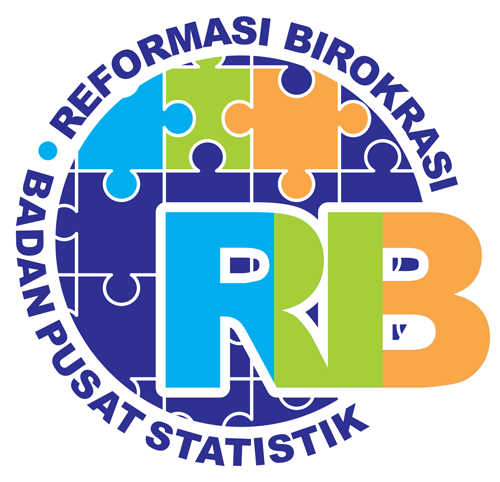 REFORMASI BIROKRASI
BADAN PUSAT STATISTIK
RB